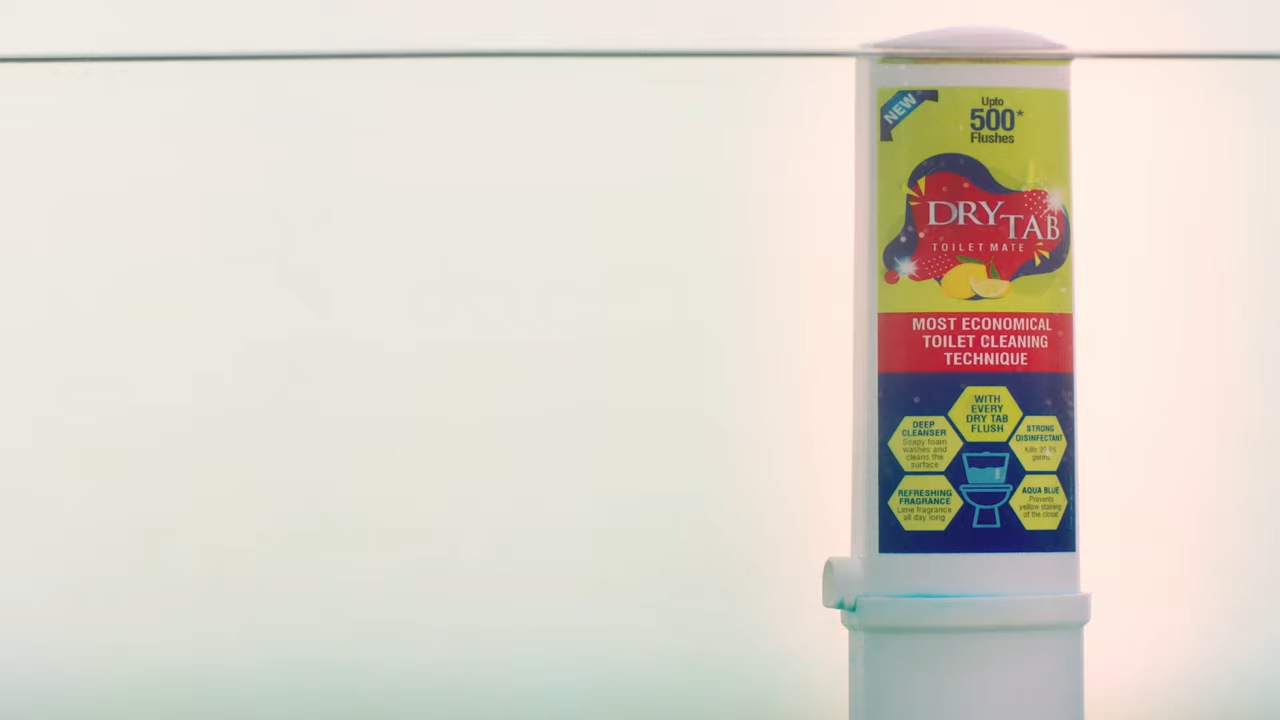 NEW
Upto
500*
Flushes
DRY TAB
TOILET MATE
MOST ECONOMICAL
TOILET CLEANING
TECHNIQUE
WITH
EVERY
DRY TAB
FLUSH
DEEP
CLEANSER
Soapy foam
washes and
cleans the
surface
STRONG
DISINFECTANT
Kills
germs
REFRESHING
FRAGRANCE
Lime fragrance
all day long
AQUA BLUE
Prevents
yellow staining
of the closet